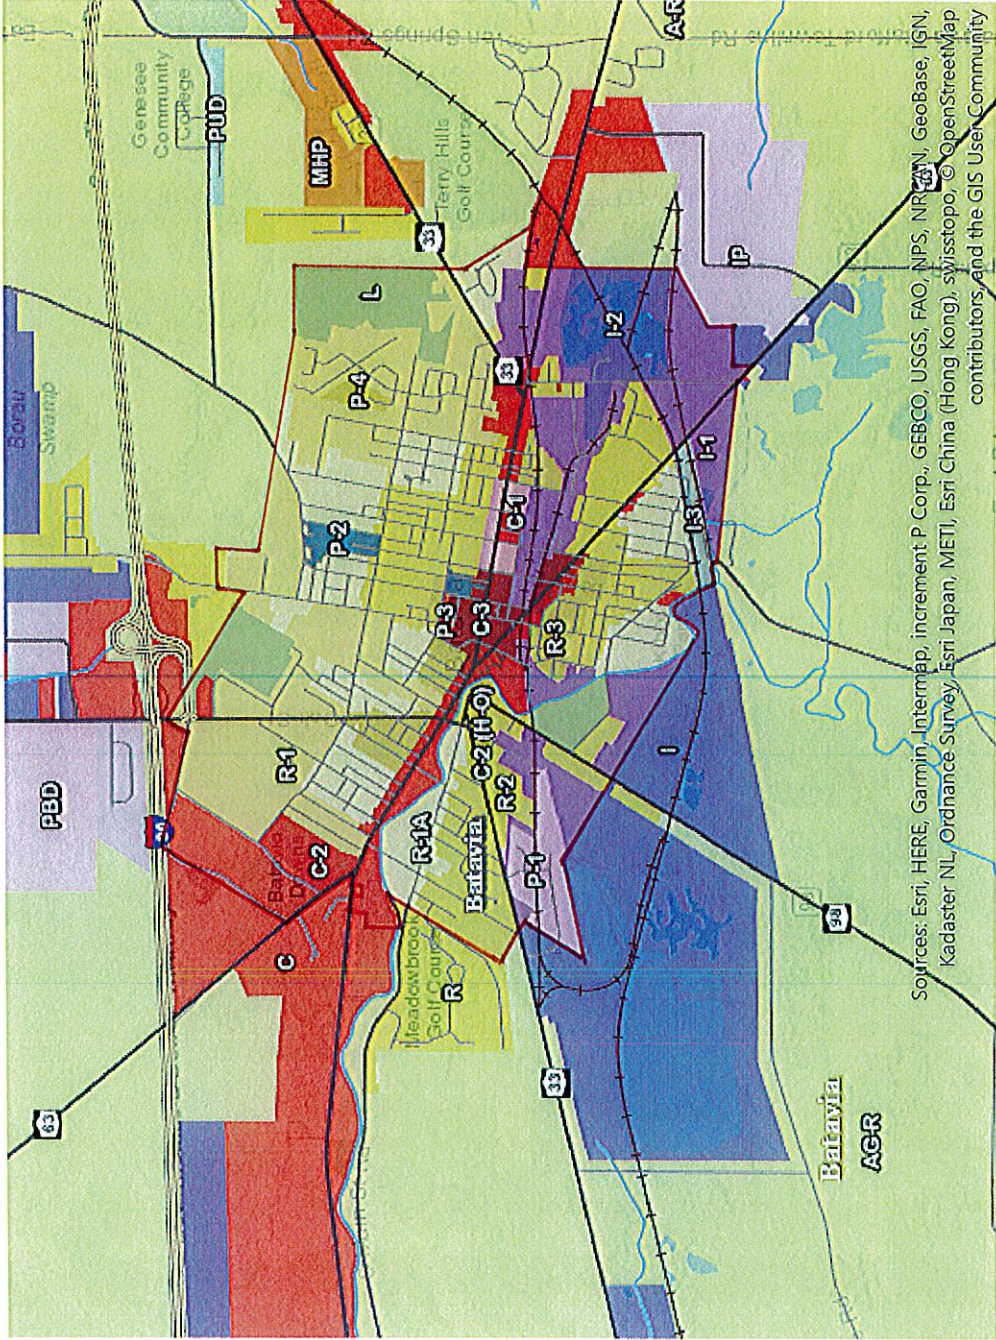 Genesee
Community
College
PUD
MHP
33
Terry Hills
Golf Course
A-R
Swamp
L
P-4
33
I-2
IP
P-2
C-1
I-1
I-3
P-3
C-3
R-3
PBD
R-1
C-2 (H-O)
R-2
I
C-2
R-1A
Batavia
P-1
C
Meadowbrook
Golf Course
R
98
63
33
Batavia
AG-R
Sources: Esri, HERE, Garmin, Intermap, increment P Corp., GEBCO, USGS, FAO, NPS, NRCAN, GeoBase, IGN,
Kadaster NL, Ordnance Survey, Esri Japan, METI, Esri China (Hong Kong), swisstopo, © OpenStreetMap
contributors, and the GIS User Community